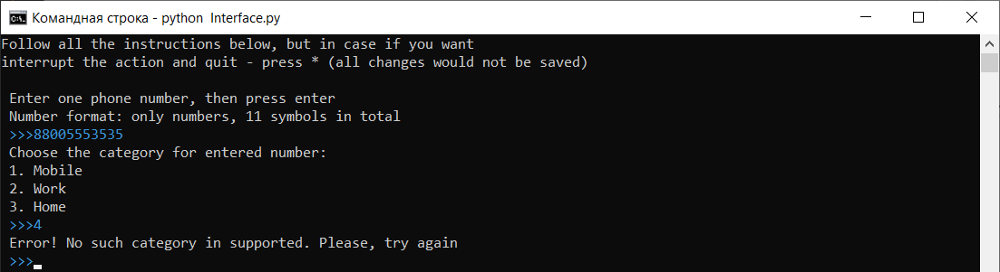 Командная строка - python  Interface.py
Follow all the instructions below, but in case if you want
interrupt the action and quit - press * (all changes would not be saved)
Enter one phone number, then press enter
Number format: only numbers, 11 symbols in total
>>>88005553535
Choose the category for entered number:
1. Mobile
2. Work
3. Home
>>>4
Error! No such category in supported. Please, try again
>>>